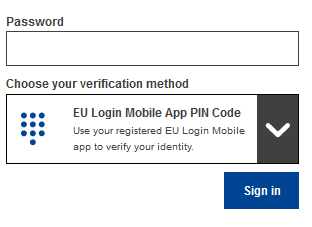 Password
Choose your verification method
EU Login Mobile App PIN Code
Use your registered EU Login Mobile
app to verify your identity.
Sign in